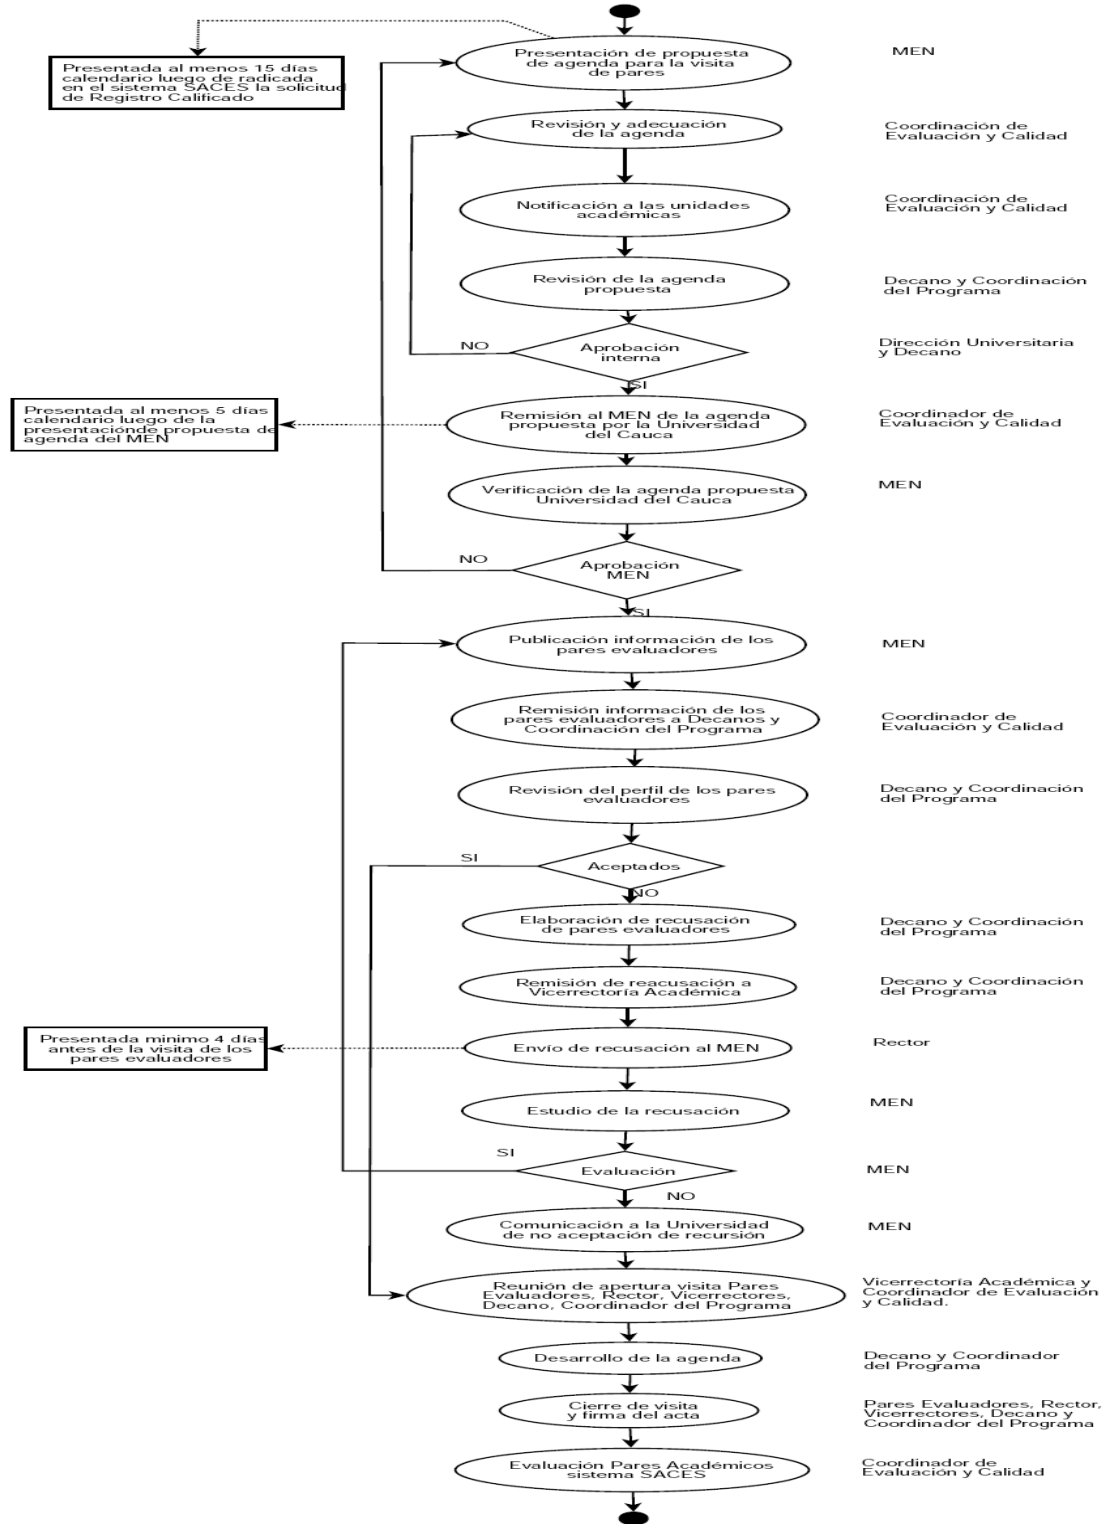 Presentación de propuesta
de agenda para la visita
de pares
MEN
Presentada al menos 15 días
calendario luego de radicada
en el sistema SACES la solicitud
de Registro Calificado
Revisión y adecuación
de la agenda
Coordinación de
Evaluación y Calidad
Notificación a las unidades
académicas
Coordinación de
Evaluación y Calidad
Revisión de la agenda
propuesta
Decano y Coordinación
del Programa
NO
Aprobación
interna
Dirección Universitaria
y Decano
SI
Presentada al menos 5 días
calendario luego de la
presentaciónde propuesta de
agenda del MEN
Remisión al MEN de la agenda
propuesta por la Universidad
del Cauca
Coordinador de
Evaluación y Calidad
Verificación de la agenda propuesta
Universidad del Cauca
MEN
NO
Aprobación
MEN
SI
Publicación información de los
pares evaluadores
MEN
Remisión información de los
pares evaluadores a Decanos y
Coordinación del Programa
Coordinador de
Evaluación y Calidad
Revisión del perfil de los pares
evaluadores
Decano y Coordinación
del Programa
SI
Aceptados
NO
Elaboración de recusación
de pares evaluadores
Decano y Coordinación
del Programa
Remisión de reacusación a
Vicerrectoría Académica
Decano y Coordinación
del Programa
Presentada minimo 4 días
antes de la visita de los
pares evaluadores
Envío de recusación al MEN
Rector
Estudio de la recusación
MEN
SI
Evaluación
MEN
NO
Comunicación a la Universidad
de no aceptación de recursión
MEN
Reunión de apertura visita Pares
Evaluadores, Rector, Vicerrectores,
Decano, Coordinador del Programa
Vicerrectoría Académica y
Coordinador de Evaluación
y Calidad.
Desarrollo de la agenda
Decano y Coordinador
del Programa
Cierre de visita
y firma del acta
Pares Evaluadores, Rector,
Vicerrectores, Decano y
Coordinador del Programa
Evaluación Pares Académicos
sistema SACES
Coordinador de
Evaluación y Calidad